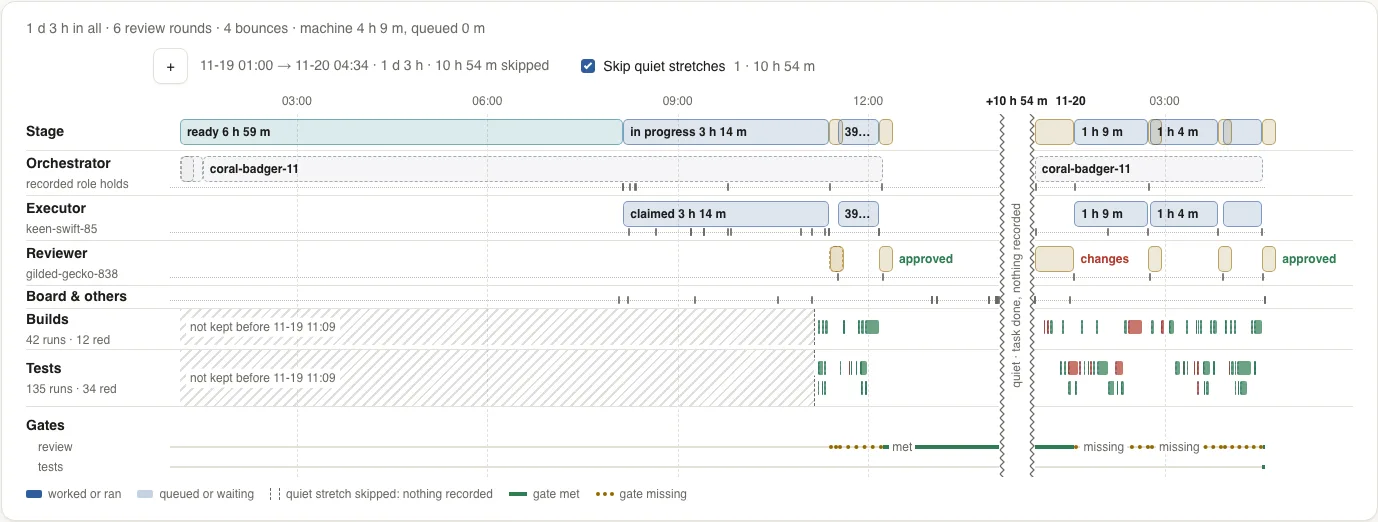 1 d 3 h in all · 6 review rounds · 4 bounces · machine 4 h 9 m, queued 0 m
+ 11-19 01:00 → 11-20 04:34 · 1 d 3 h · 10 h 54 m skipped Skip quiet stretches 1 · 10 h 54 m
03:00 06:00 09:00 12:00 +10 h 54 m 11-20 03:00
Stage ready 6 h 59 m in progress 3 h 14 m 39… 1 h 9 m 1 h 4 m
Orchestrator coral-badger-11 coral-badger-11
recorded role holds
Executor claimed 3 h 14 m 39… 1 h 9 m 1 h 4 m
keen-swift-85
Reviewer approved changes approved
gilded-gecko-838
Board & others
quiet · task done, nothing recorded
Builds not kept before 11-19 11:09
42 runs · 12 red
Tests not kept before 11-19 11:09
135 runs · 34 red
Gates
review met missing missing
tests
worked or ran queued or waiting quiet stretch skipped: nothing recorded gate met gate missing